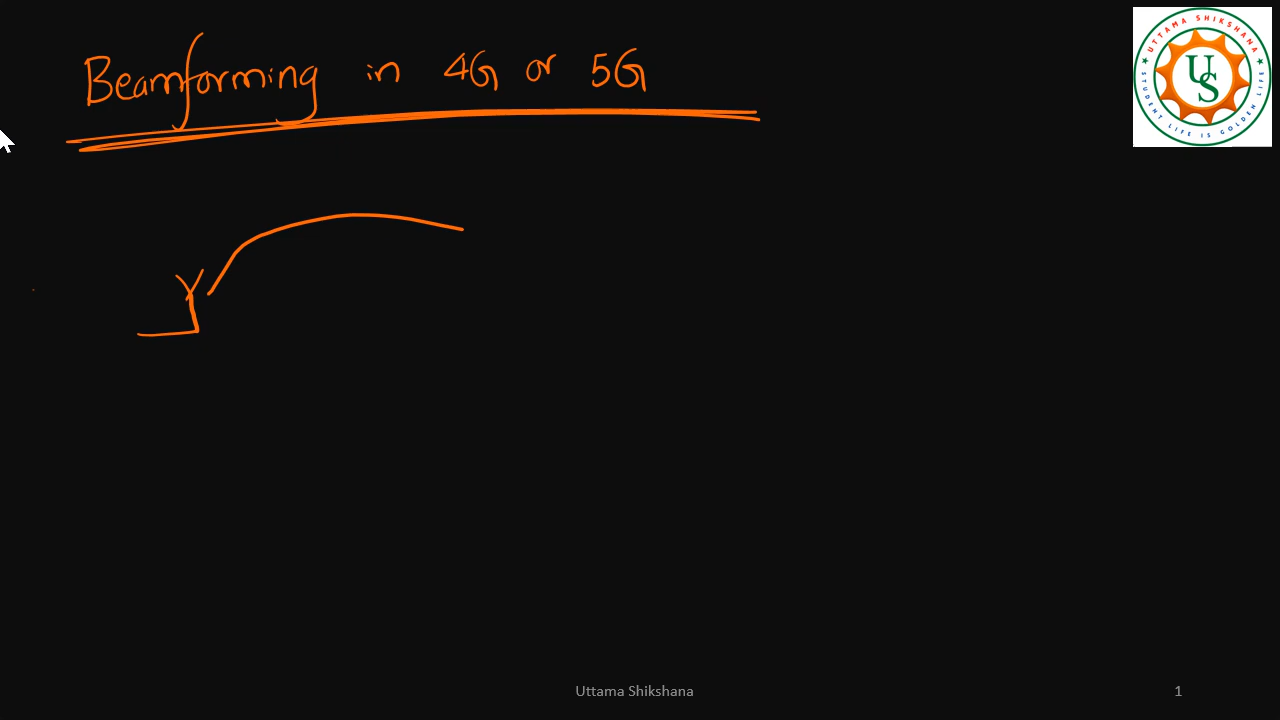 Beamforming in 4G or 5G
UTTAMA SHIKSHANA
US
STUDENT LIFE IS GOLDEN LIFE
Uttama Shikshana
1